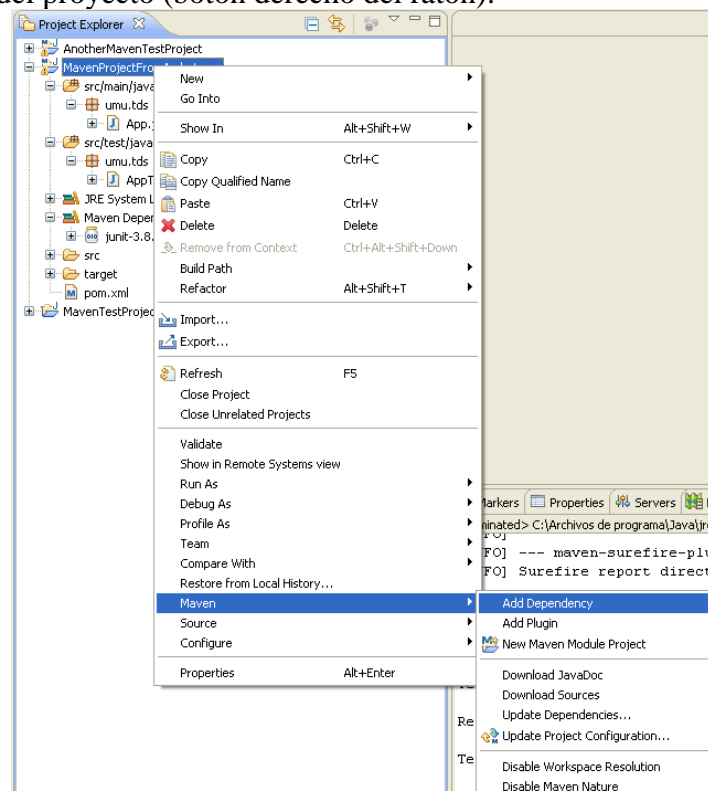 del proyecto (botón derecho del ratón).
Project Explorer
AnotherMavenTestProject
MavenProjectFro
src/main/java
umu.tds
App.
src/test/java
umu.tds
AppT
JRE System L
Maven Deper
junit-3.8.
src
target
pom.xml
MavenTestProjec
New
Go Into
Show In Alt+Shift+W
Copy Ctrl+C
Copy Qualified Name
Paste Ctrl+V
Delete Delete
Remove from Context Ctrl+Alt+Shift+Down
Build Path
Refactor Alt+Shift+T
Import...
Export...
Refresh F5
Close Project
Close Unrelated Projects
Validate
Show in Remote Systems view
Run As
Debug As
Profile As
Team
Compare With
Restore from Local History...
Maven
Source
Configure
Properties Alt+Enter
Markers Properties Servers
minated> C:\Archivos de programa\Java\jre
FO]
FO] --- maven-surefire-plu
FO] Surefire report direct
Add Dependency
Add Plugin
New Maven Module Project
Download JavaDoc
Download Sources
Update Dependencies...
Update Project Configuration...
Disable Workspace Resolution
Disable Maven Nature
Re
Te